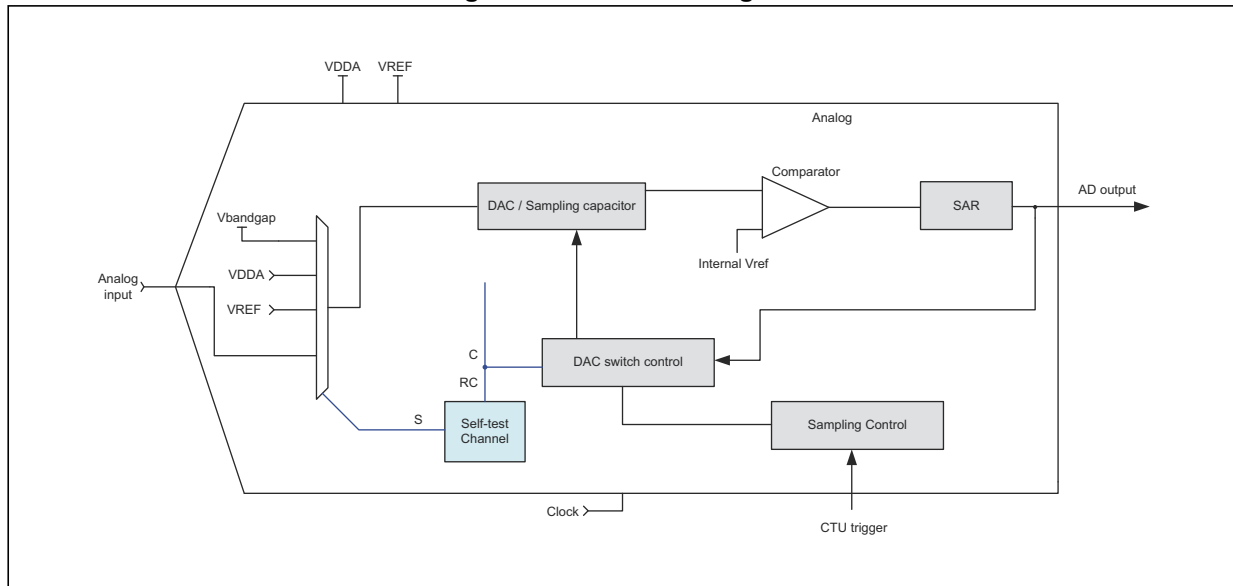 VDDA
VREF
Analog
Comparator
DAC / Sampling capacitor
SAR
AD output
Vbandgap
Internal Vref
Analog
input
VDDA
VREF
C
DAC switch control
RC
S
Self-test
Channel
Sampling Control
Clock
CTU trigger